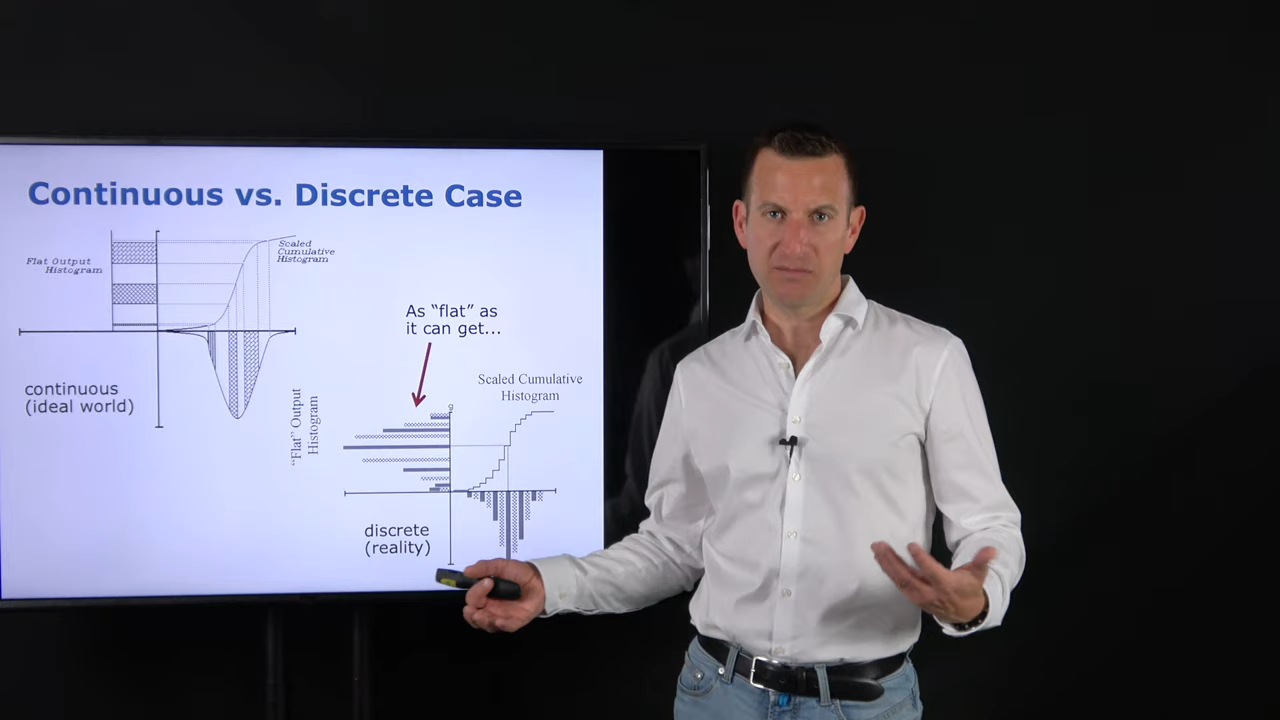 Continuous vs. Discrete Case
Flat Output
Histogram
Scaled
Cumulative
Histogram
continuous
(ideal world)
As “flat” as
it can get...
Scaled Cumulative
Histogram
“Flat” Output
Histogram
discrete
(reality)